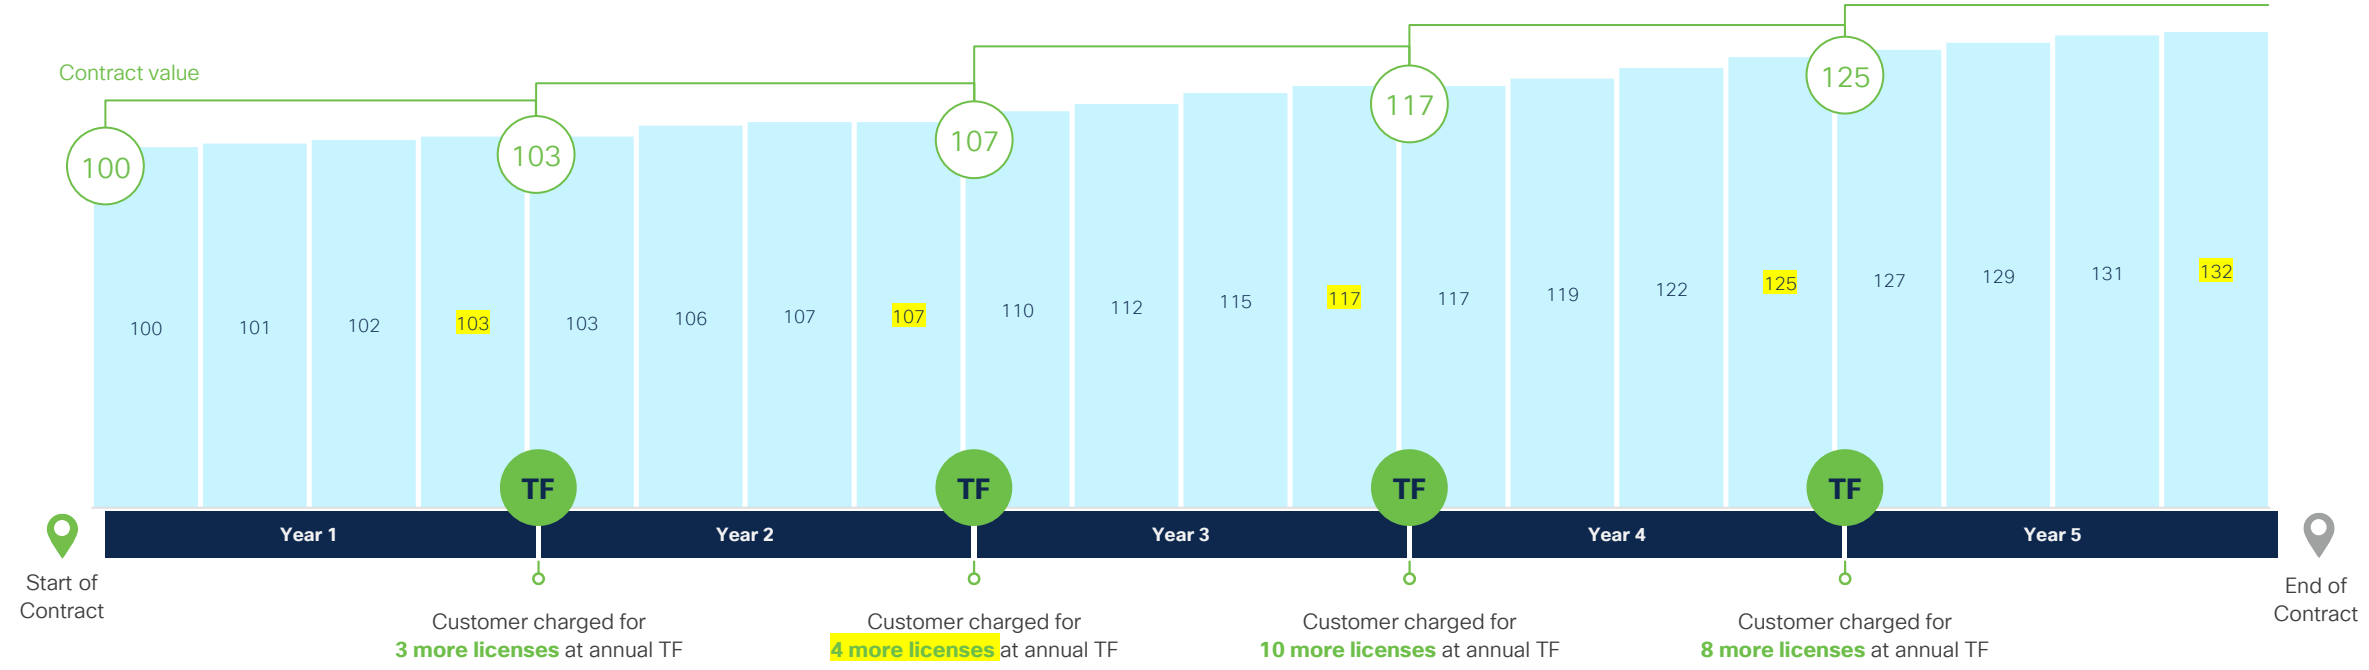 Contract value
100
103
107
117
125
100
101
102
103
103
106
107
107
110
112
115
117
117
119
122
125
127
129
131
132
TF
TF
TF
TF
Year 1
Year 2
Year 3
Year 4
Year 5
Start of
Contract
Customer charged for
3 more licenses at annual TF
Customer charged for
4 more licenses at annual TF
Customer charged for
10 more licenses at annual TF
Customer charged for
8 more licenses at annual TF
End of
Contract